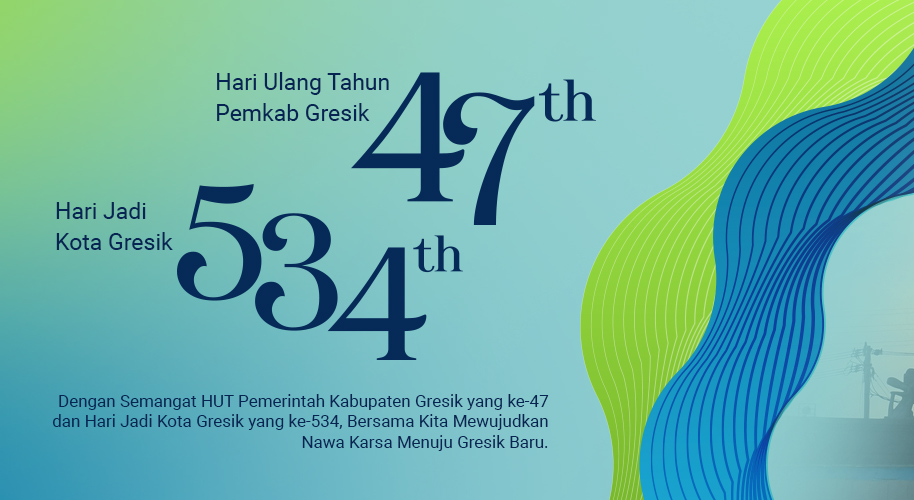 Hari Ulang Tahun
Pemkab Gresik
47th
Hari Jadi
Kota Gresik
534th
Dengan Semangat HUT Pemerintah Kabupaten Gresik yang ke-47
dan Hari Jadi Kota Gresik yang ke-534, Bersama Kita Mewujudkan
Nawa Karsa Menuju Gresik Baru.